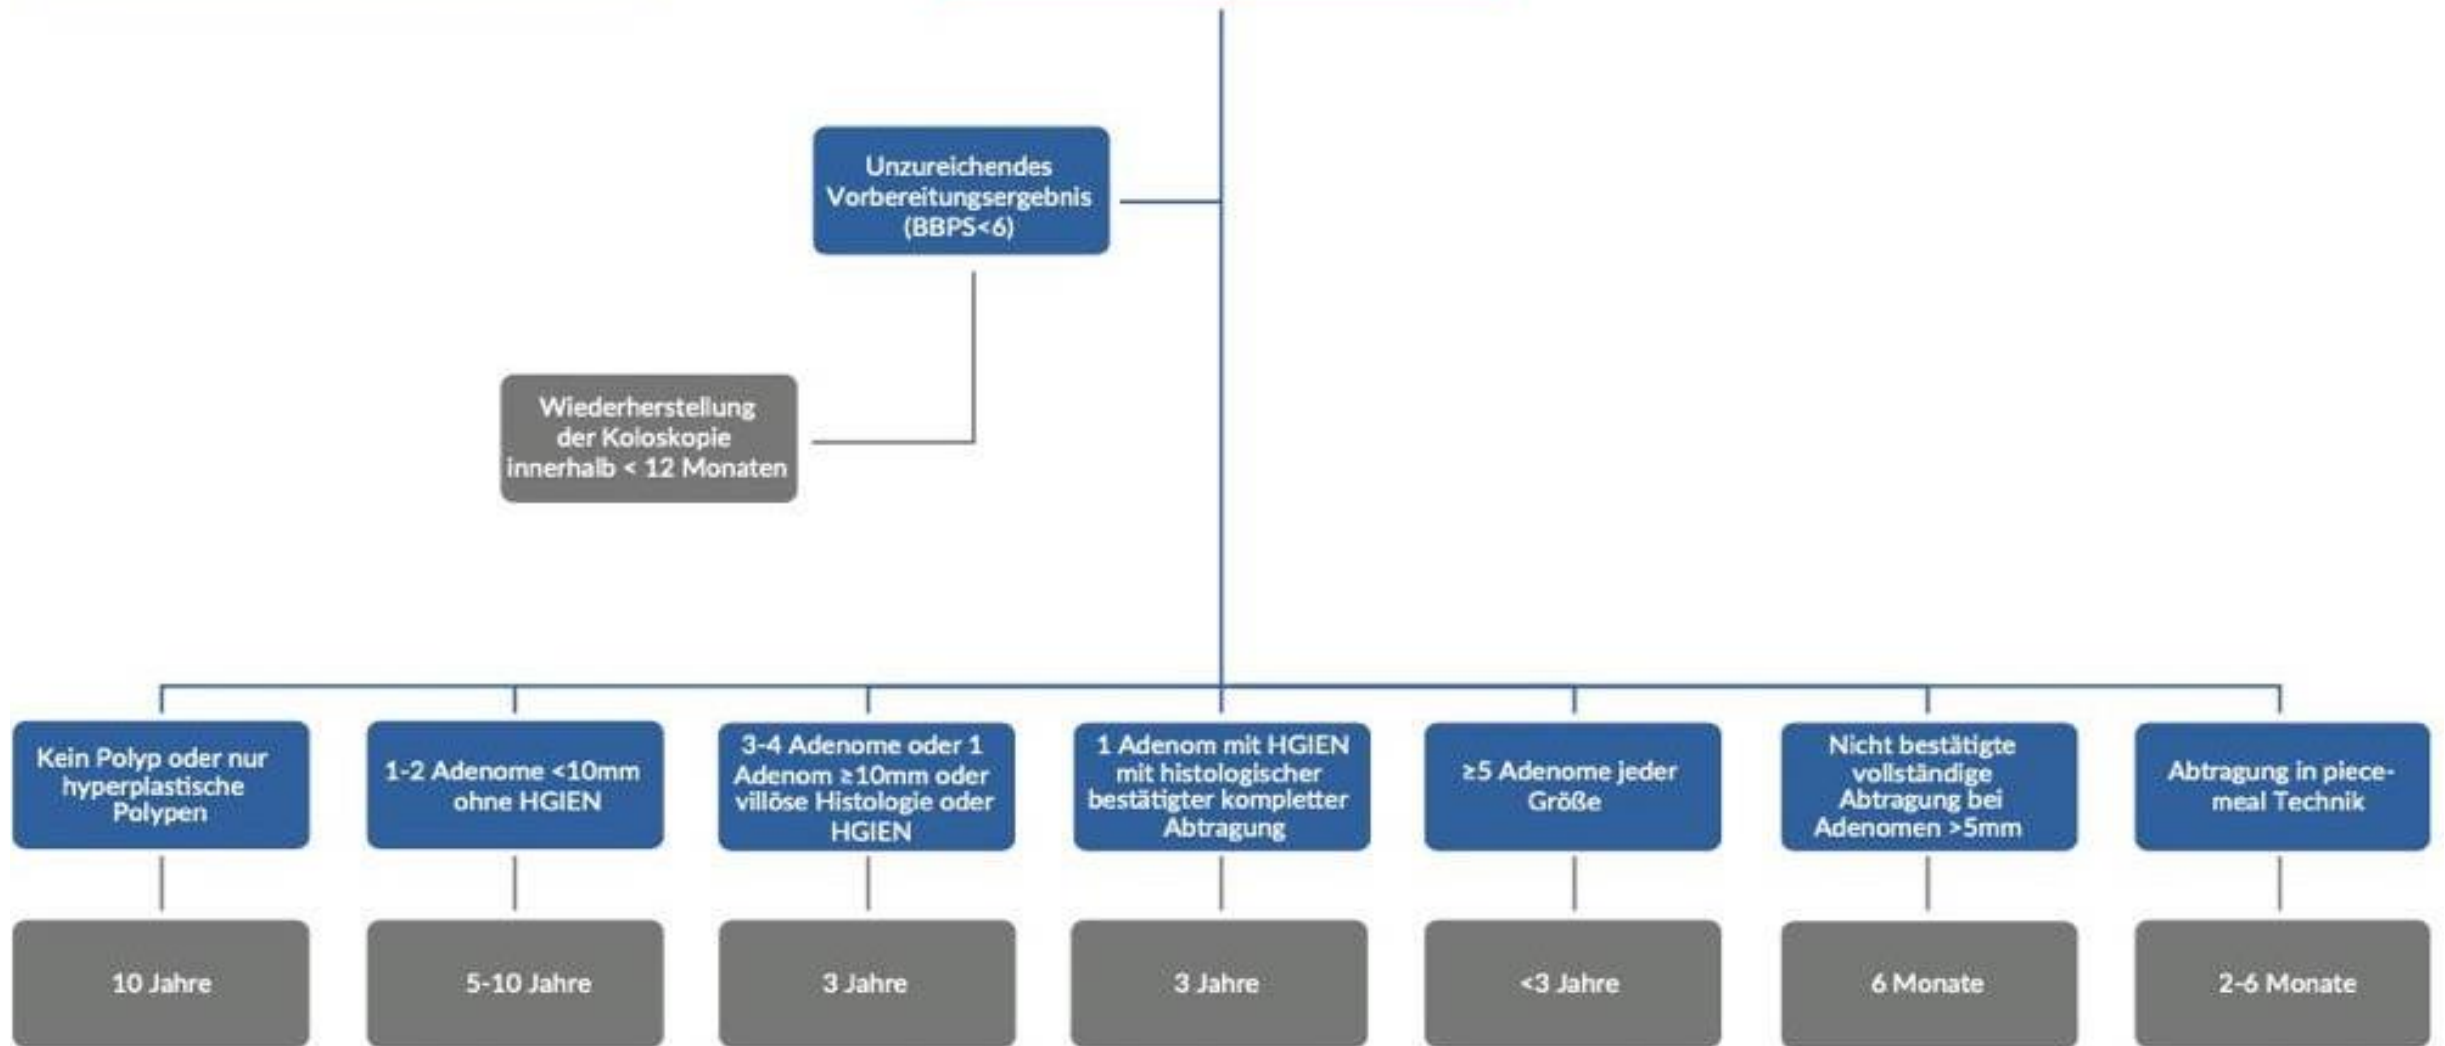 Unzureichendes
Vorbereitungsergebnis
(BBPS<6)
Wiederherstellung
der Koloskopie
innerhalb < 12 Monaten
Kein Polyp oder nur
hyperplastische
Polypen
1-2 Adenome <10mm
ohne HGIEN
3-4 Adenome oder 1
Adenom ≥10mm oder
villöse Histologie oder
HGIEN
1 Adenom mit HGIEN
mit histologischer
bestätigter kompletter
Abtragung
≥5 Adenome jeder
Größe
Nicht bestätigte
vollständige
Abtragung bei
Adenomen >5mm
Abtragung in piece-
meal Technik
10 Jahre
5-10 Jahre
3 Jahre
3 Jahre
<3 Jahre
6 Monate
2-6 Monate